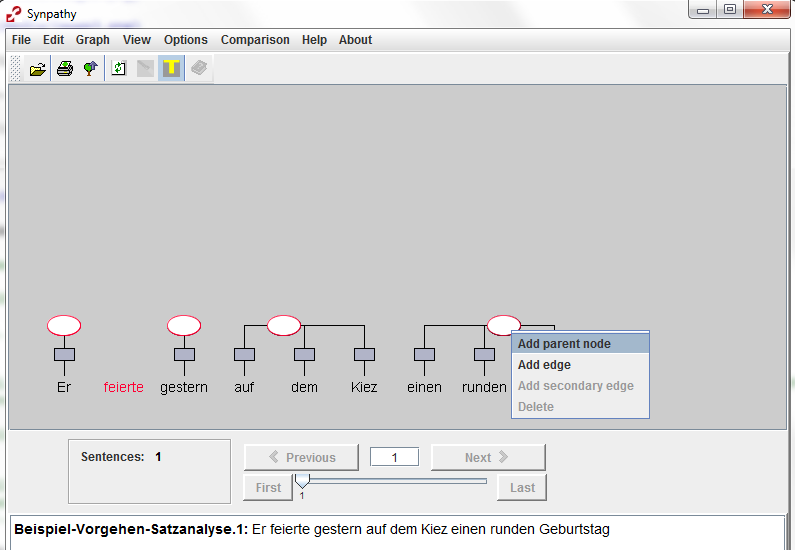 Synpathy
File Edit Graph View Options Comparison Help About
T
Er feierte gestern auf dem Kiez einen runden
Add parent node
Add edge
Add secondary edge
Delete
Sentences: 1
Previous 1 Next
First 1 Last
Beispiel-Vorgehen-Satzanalyse.1: Er feierte gestern auf dem Kiez einen runden Geburtstag